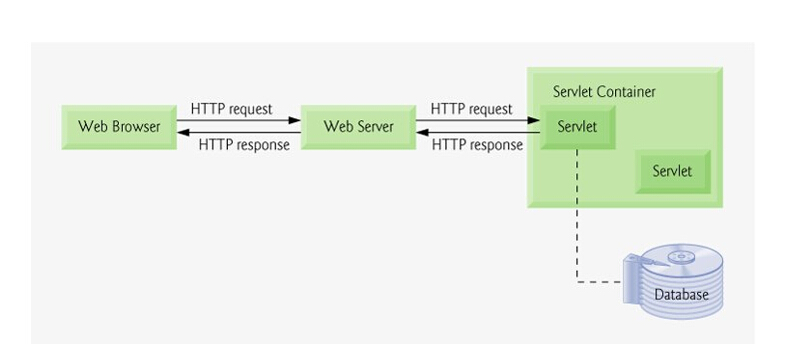 Servlet Container
HTTP request
HTTP request
Web Browser
Web Server
Servlet
HTTP response
HTTP response
Servlet
Database